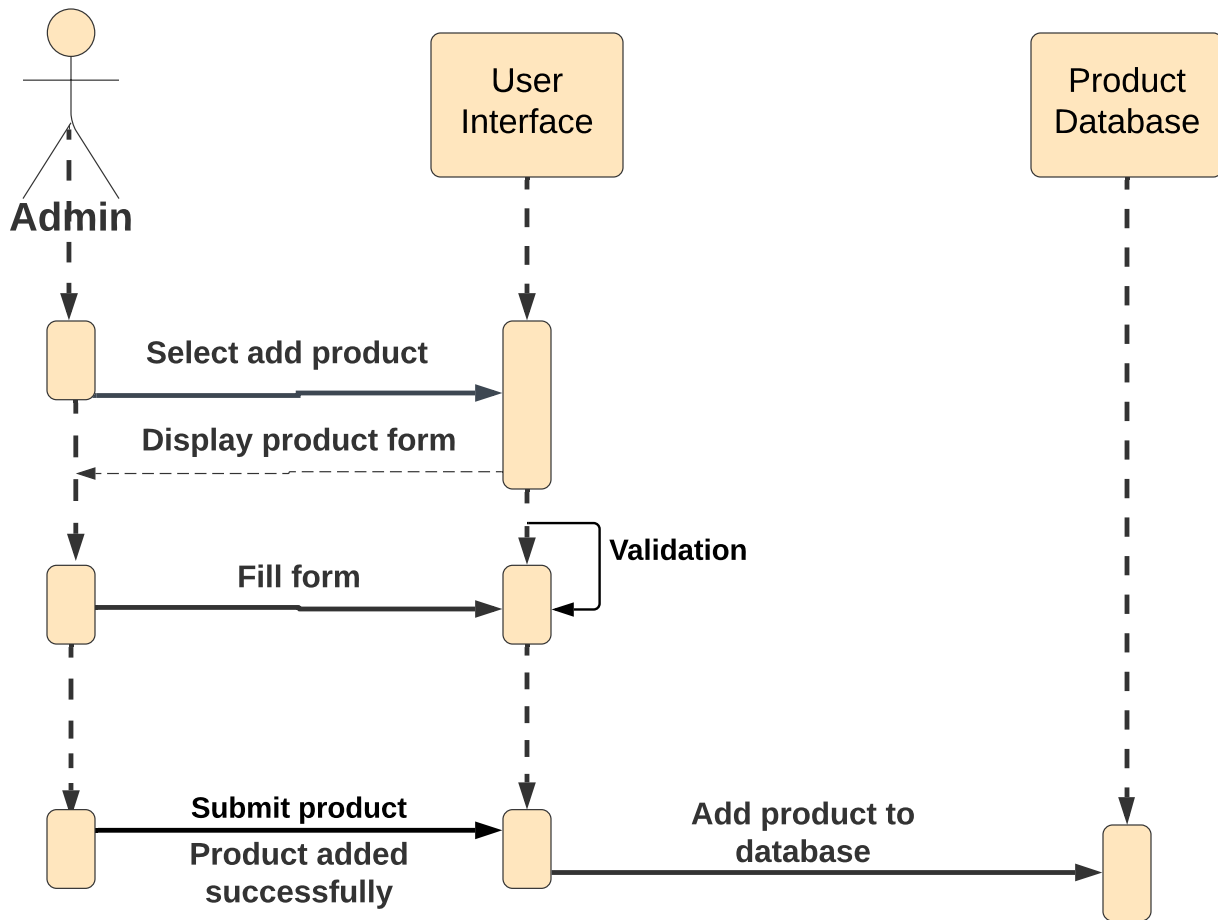 User
Interface
Product
Database
Admin
Select add product
Display product form
Validation
Fill form
Submit product
Add product to
database
Product added
successfully